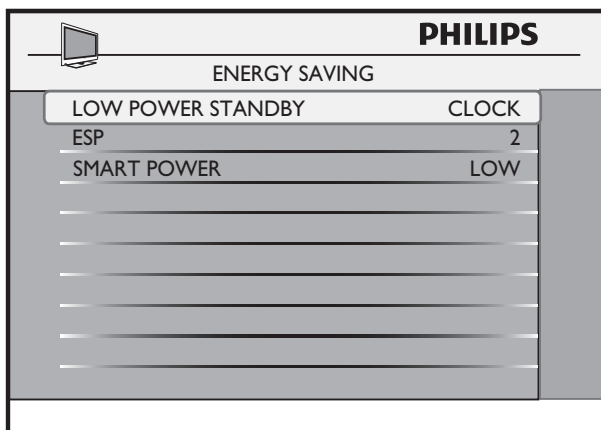 PHILIPS
ENERGY SAVING
LOW POWER STANDBY CLOCK
ESP 2
SMART POWER LOW